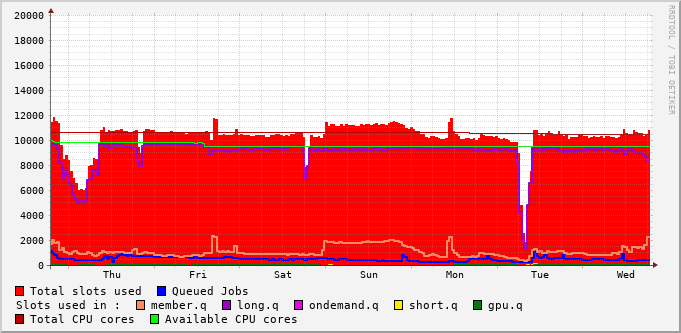 20000
18000
16000
14000
12000
10000
8000
6000
4000
2000
0
Thu Fri Sat Sun Mon Tue Wed
Total slots used Queued Jobs
Slots used in : member.q long.q ondemand.q short.q gpu.q
Total CPU cores Available CPU cores
RRDTOOL / TOBI OETIKER